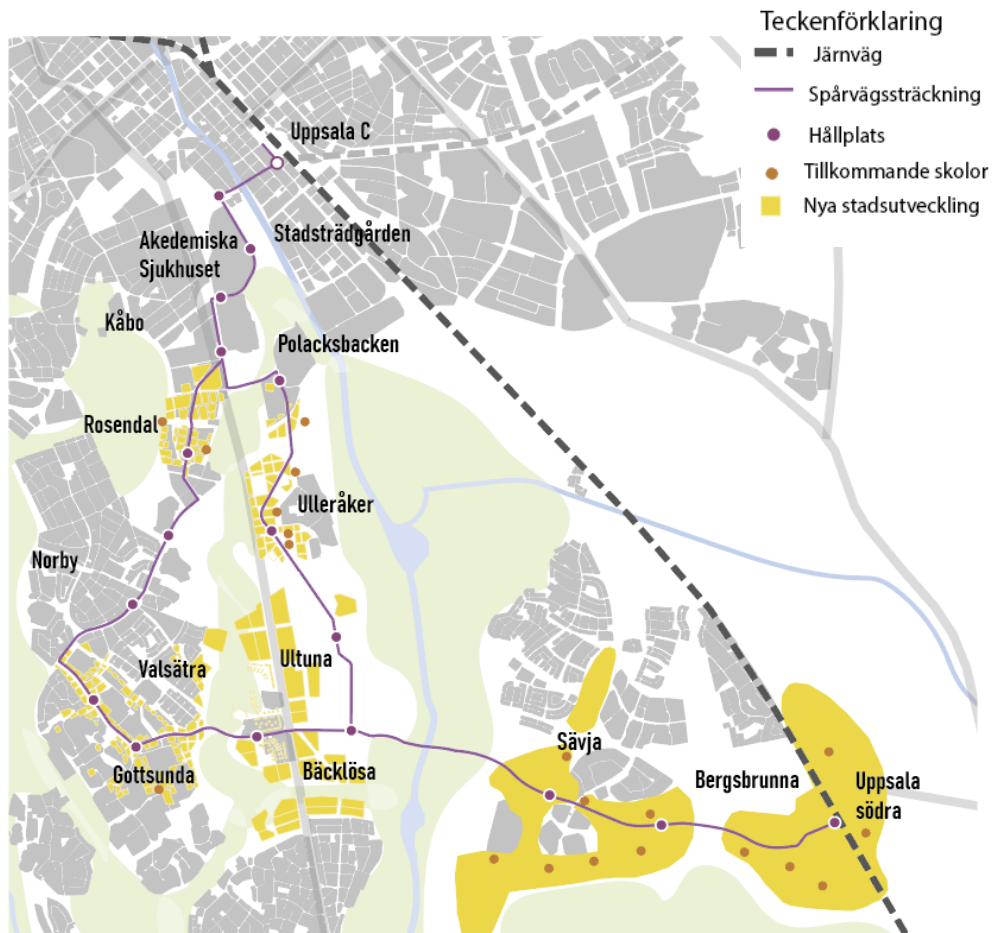 Teckenförklaring
Järnväg
Spårvägssträckning
Hållplats
Tillkommande skolor
Nya stadsutveckling
Uppsala C
Stadsträdgården
Akedemiska
Sjukhuset
Kåbo
Polacksbacken
Rosendal
Ulleråker
Norby
Valsätra
Ultuna
Gottsunda
Bäcklösa
Sävja
Bergsbrunna
Uppsala
södra